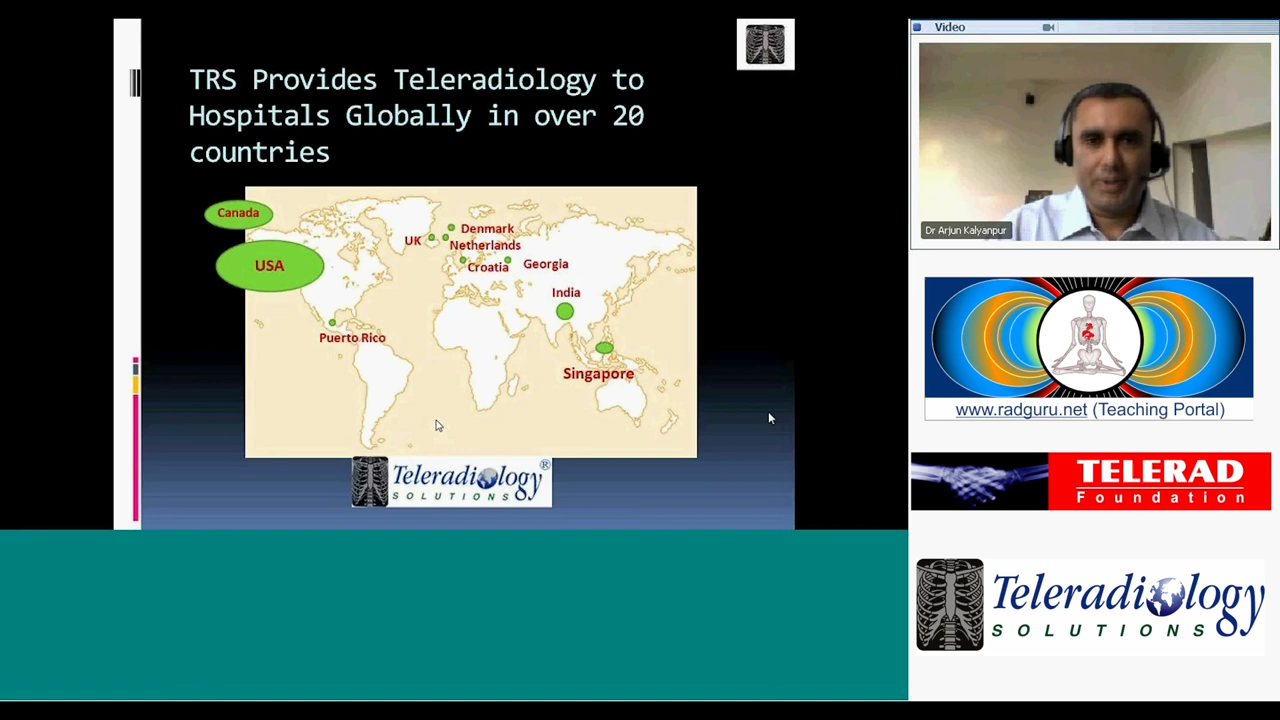 TRS Provides Teleradiology to
Hospitals Globally in over 20
countries
Canada
USA
UK
Denmark
Netherlands
Croatia
Georgia
India
Puerto Rico
Singapore
Teleradiology®
SOLUTIONS
Video
Dr Arjun Kalyanpur
www.radguru.net (Teaching Portal)
TELERAD
Foundation
Teleradiology
SOLUTIONS